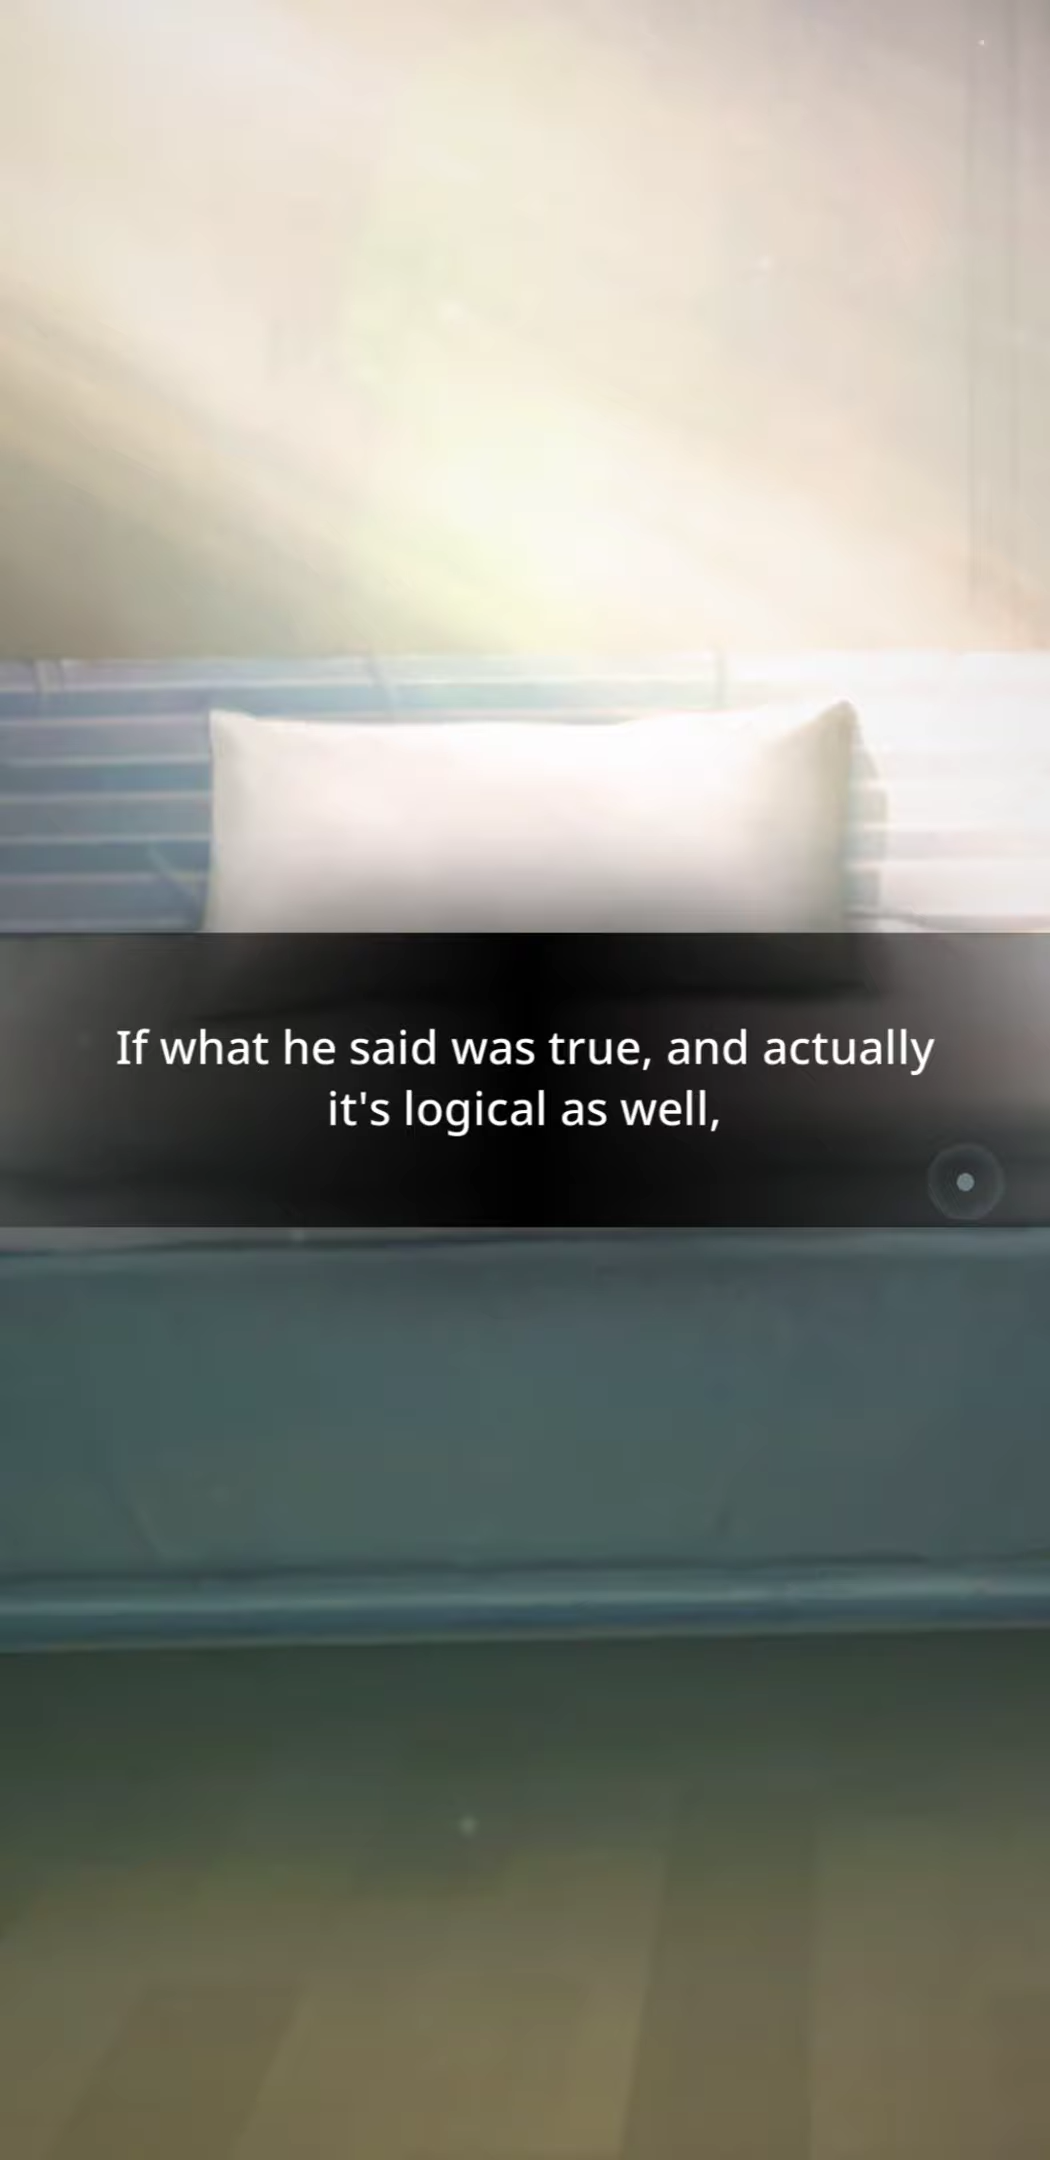 If what he said was true, and actually
it's logical as well,